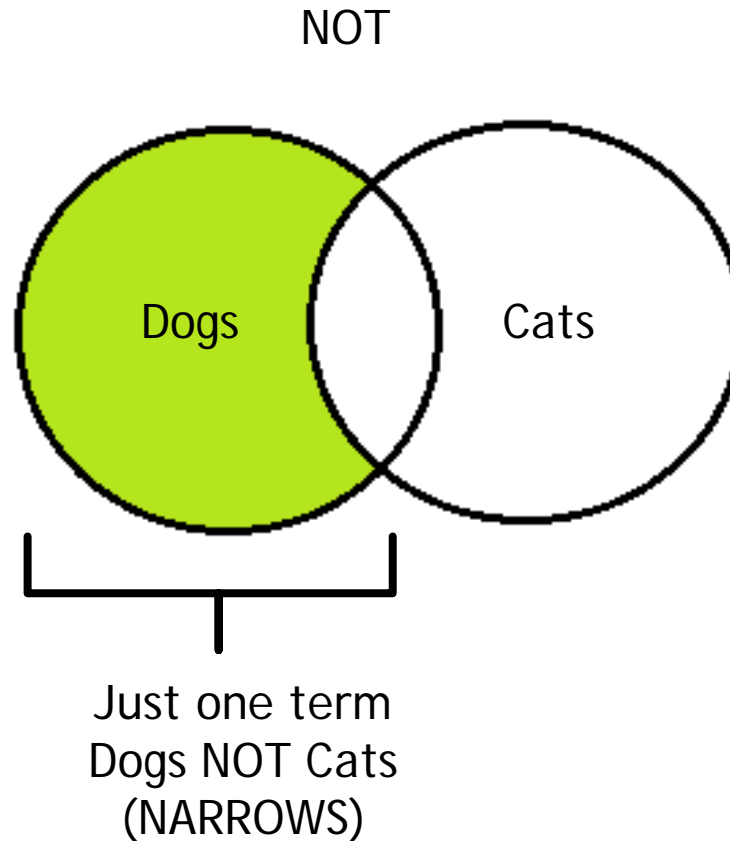 NOT
Dogs
Cats
Just one term
Dogs NOT Cats
(NARROWS)